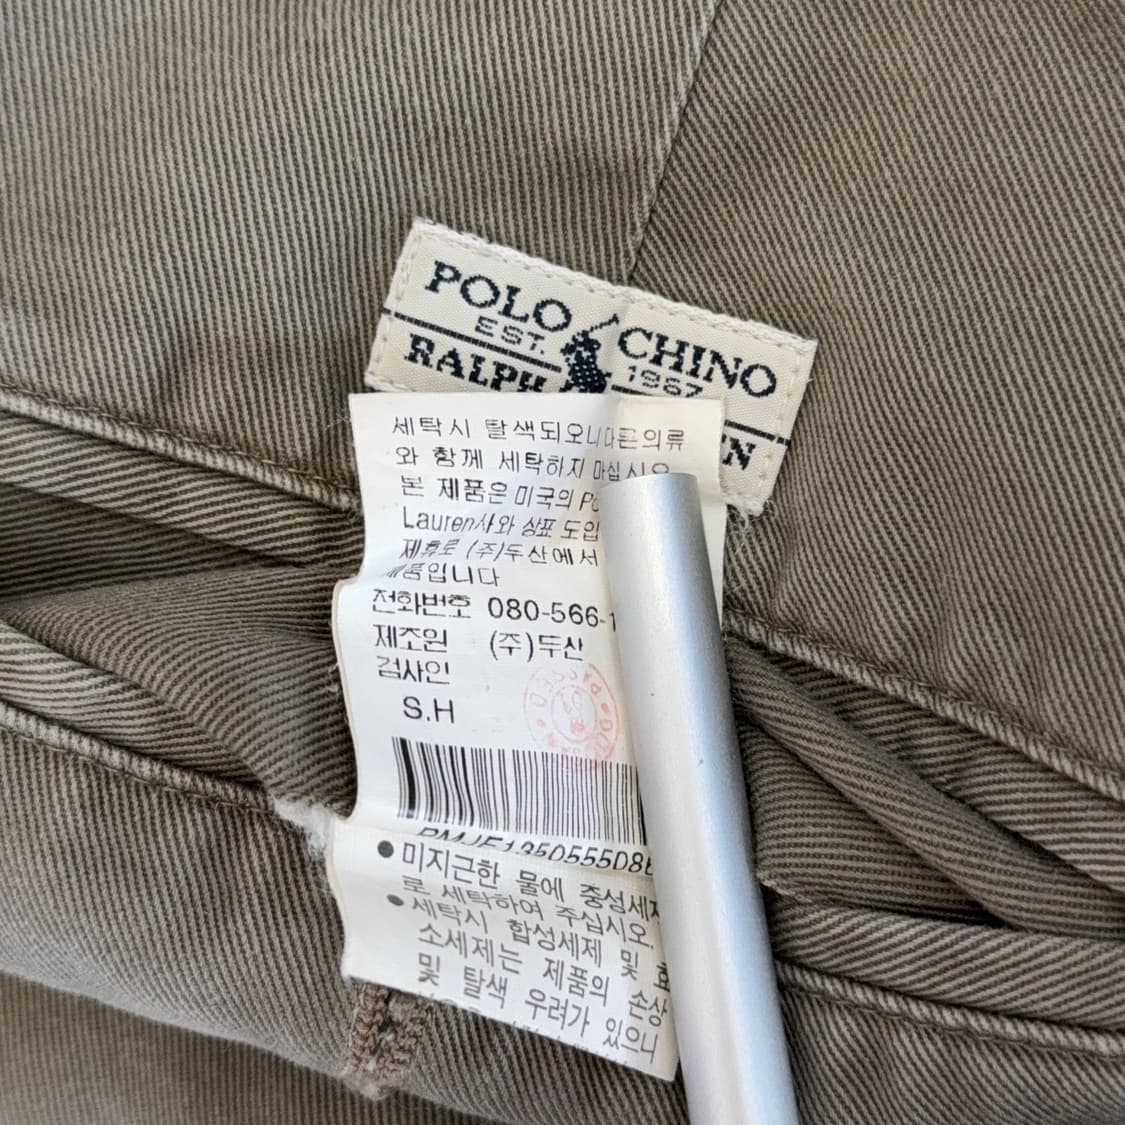 POLO CHINO
EST. 1967
RALPH
세탁시 탈색되오니 다른의류
와 함께 세탁하지 마십시오
본 제품은 미국의 Po
Lauren사와 상표 도입
제휴로 (주)두산에서
제품입니다
전화번호 080-566-1
제조원 (주)두산
검사인
S.H
PASSED
● 미지근한 물에 중성세제
로 세탁하여 주십시오.
● 세탁시 합성세제 및 효
소세제는 제품의 손상
및 탈색 우려가 있으니